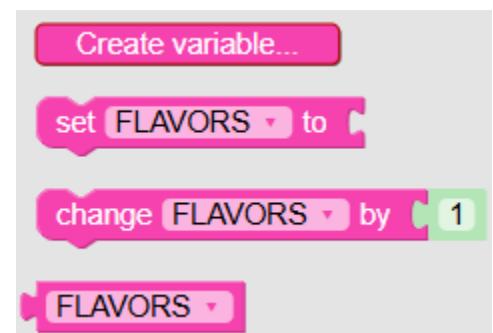 Create variable...
set FLAVORS to
change FLAVORS by 1
FLAVORS